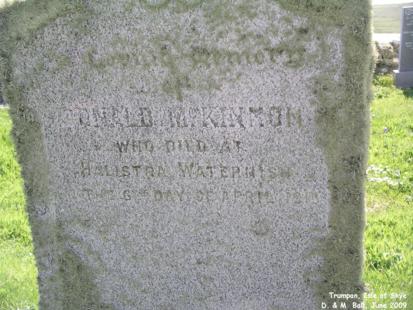 Loving Memory
OF
DONALD McKINNON
WHO DIED AT
HALISTRA WATERNISH
THE 6TH DAY OF APRIL
Trumpan, Isle of Skye
D. & M. Ball, June 2009